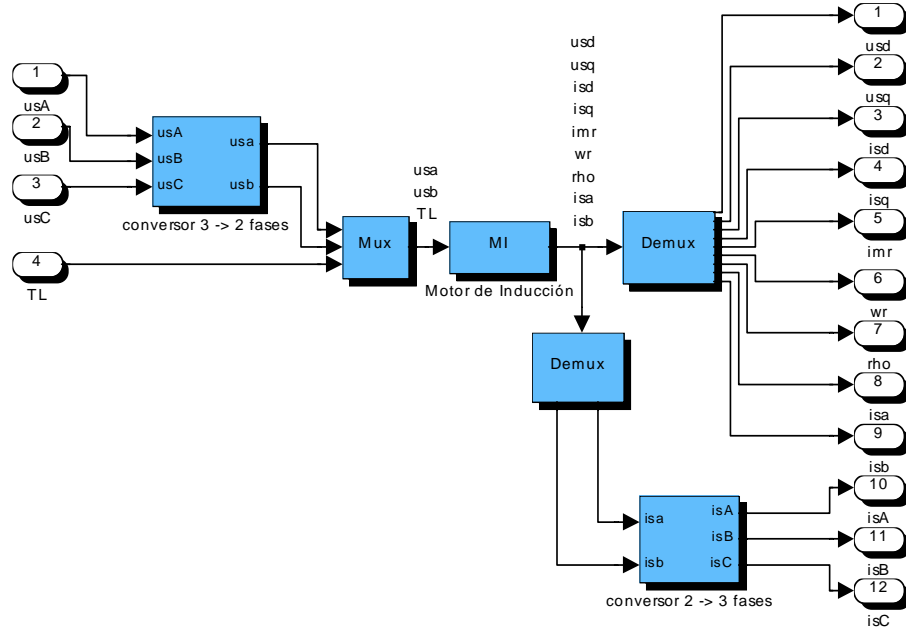 1
usA
2
usB
3
usC
4
TL
usA
usB
usC
usa
usb
conversor 3 -> 2 fases
Mux
usa
usb
TL
MI
Motor de Inducción
usd
usq
isd
isq
imr
wr
rho
isa
isb
Demux
Demux
isa
isb
isA
isB
isC
conversor 2 -> 3 fases
1
usd
2
usq
3
isd
4
isq
5
imr
6
wr
7
rho
8
isa
9
isb
10
isA
11
isB
12
isC